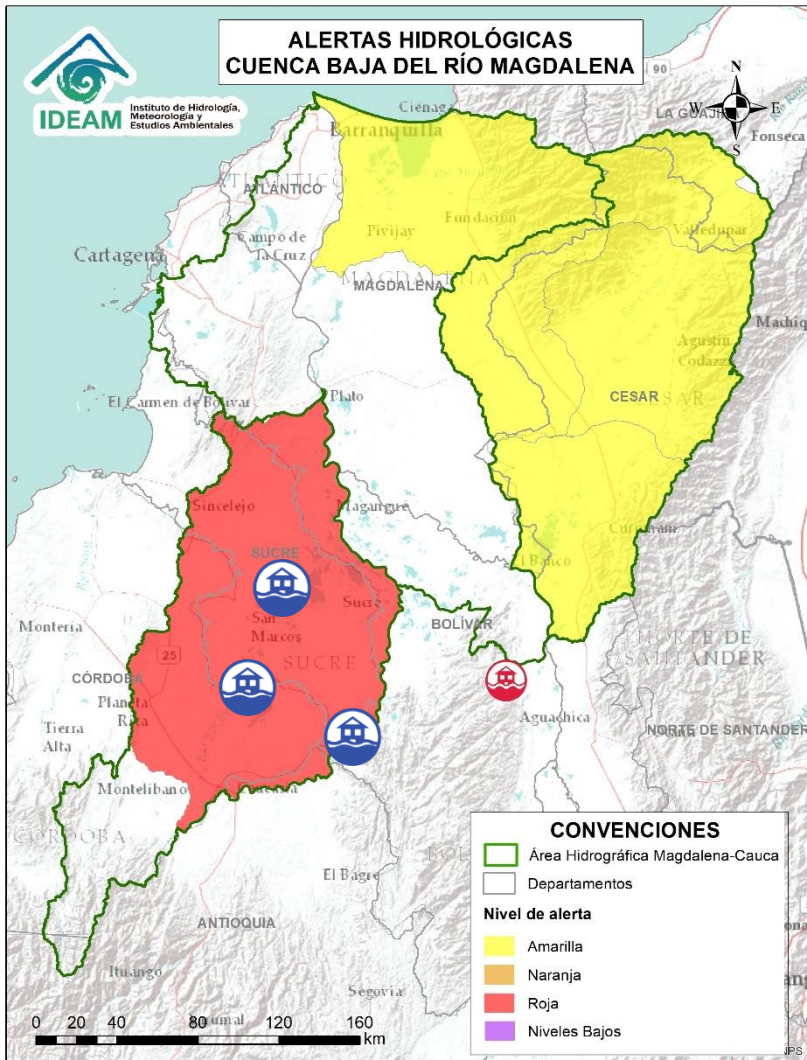 ALERTAS HIDROLÓGICAS
CUENCA BAJA DEL RÍO MAGDALENA
IDEAM
Instituto de Hidrología,
Meteorología y
Estudios Ambientales
90
N
W
E
S
Ciénaga
LA GUAJIRA
Barranquilla
Fonseca
ATLÁNTICO
Pivijay
Fundación
Valledupar
Cartagena
Campo de
la Cruz
MAGDALENA
MAGDALENA
Agustín
Codazzi
CESAR
El Carmen de Bolívar
Plato
Sincelejo
Magangué
El Banco
SUCRE
Sucre
San
Marcos
BOLÍVAR
Montería
25
SUCRE
NORTE DE
SANTANDER
CÓRDOBA
Planeta
Rica
Aguachica
Tierra
Alta
NORTE DE SANTANDER
Montelíbano
CÓRDOBA
El Bagre
ANTIOQUIA
Ituango
Segovia
CONVENCIONES
Área Hidrográfica Magdalena-Cauca
Departamentos
Nivel de alerta
Amarilla
Naranja
Roja
Niveles Bajos
0 20 40 80 120 160
km